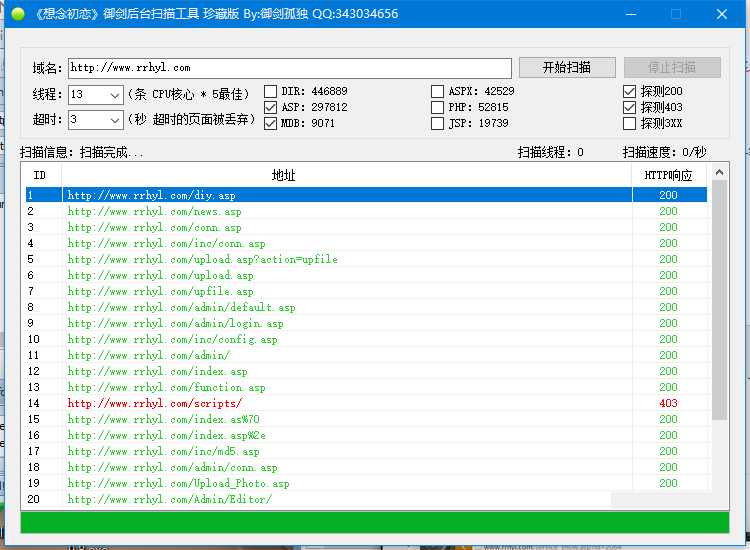 《想念初恋》御剑后台扫描工具 珍藏版 By:御剑孤独 QQ:343034656
域名: http://www.rrhyl.com 开始扫描 停止扫描
线程: 13 (条 CPU核心 * 5最佳) DIR: 446889 ASPX: 42529 探测200
ASP: 297812 PHP: 52815 探测403
超时: 3 (秒 超时的页面被丢弃) MDB: 9071 JSP: 19739 探测3XX
扫描信息: 扫描完成... 扫描线程: 0 扫描速度: 0/秒
ID 地址 HTTP响应
1 http://www.rrhyl.com/diy.asp 200
2 http://www.rrhyl.com/news.asp 200
3 http://www.rrhyl.com/conn.asp 200
4 http://www.rrhyl.com/inc/conn.asp 200
5 http://www.rrhyl.com/upload.asp?action=upfile 200
6 http://www.rrhyl.com/upload.asp 200
7 http://www.rrhyl.com/upfile.asp 200
8 http://www.rrhyl.com/admin/default.asp 200
9 http://www.rrhyl.com/admin/login.asp 200
10 http://www.rrhyl.com/inc/config.asp 200
11 http://www.rrhyl.com/admin/ 200
12 http://www.rrhyl.com/index.asp 200
13 http://www.rrhyl.com/function.asp 200
14 http://www.rrhyl.com/scripts/ 403
15 http://www.rrhyl.com/index.as%70 200
16 http://www.rrhyl.com/index.asp%2e 200
17 http://www.rrhyl.com/inc/md5.asp 200
18 http://www.rrhyl.com/admin/conn.asp 200
19 http://www.rrhyl.com/Upload_Photo.asp 200
20 http://www.rrhyl.com/Admin/Editor/